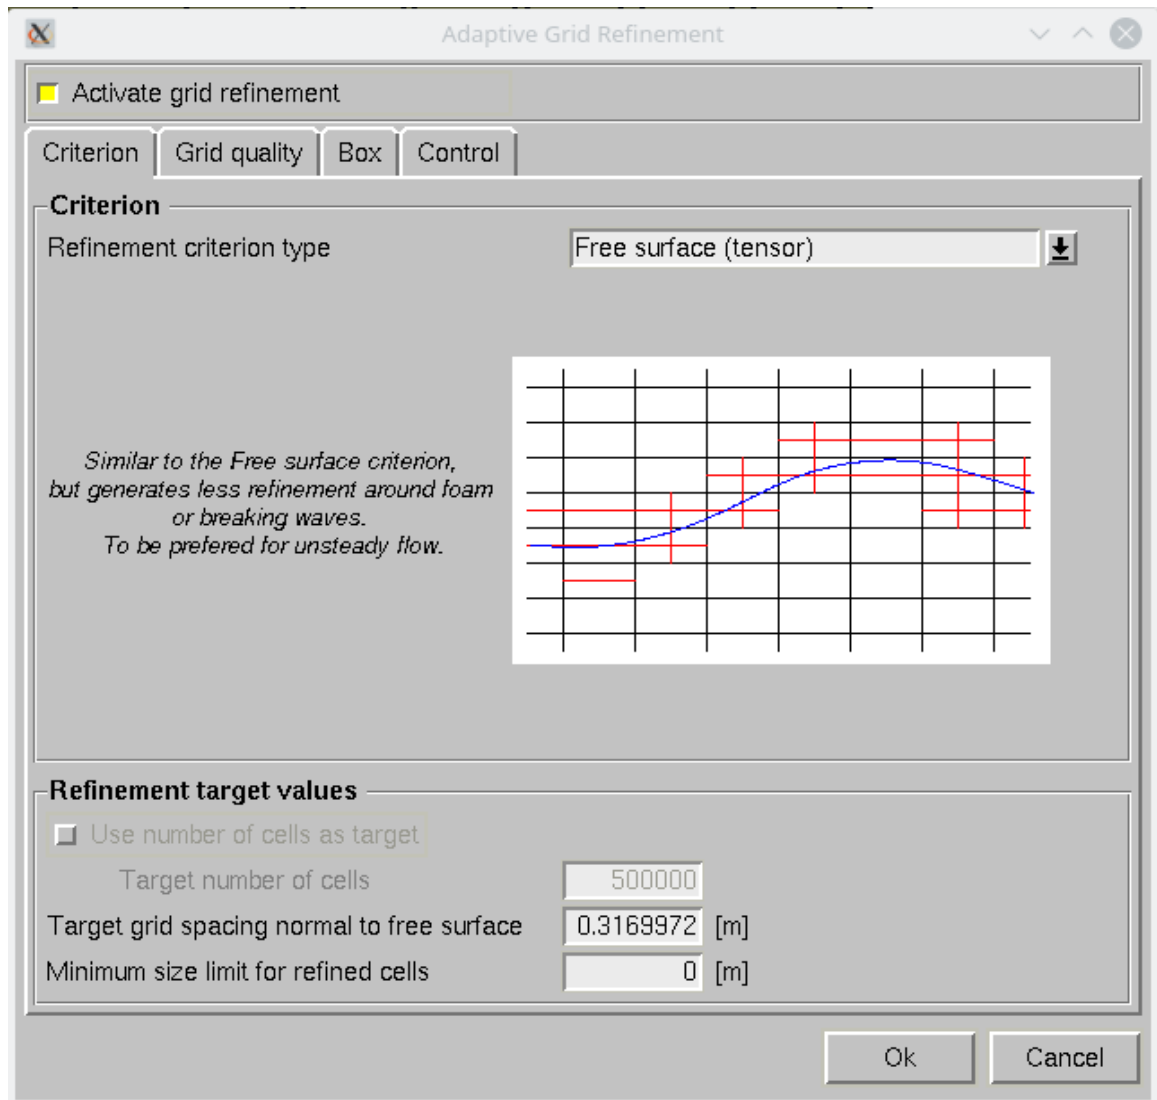 Adaptive Grid Refinement
Activate grid refinement
Criterion Grid quality Box Control
Criterion
Refinement criterion type Free surface (tensor)
Similar to the Free surface criterion,
but generates less refinement around foam
or breaking waves.
To be prefered for unsteady flow.
Refinement target values
Use number of cells as target
Target number of cells 500000
Target grid spacing normal to free surface 0.3169972 [m]
Minimum size limit for refined cells 0 [m]
Ok Cancel